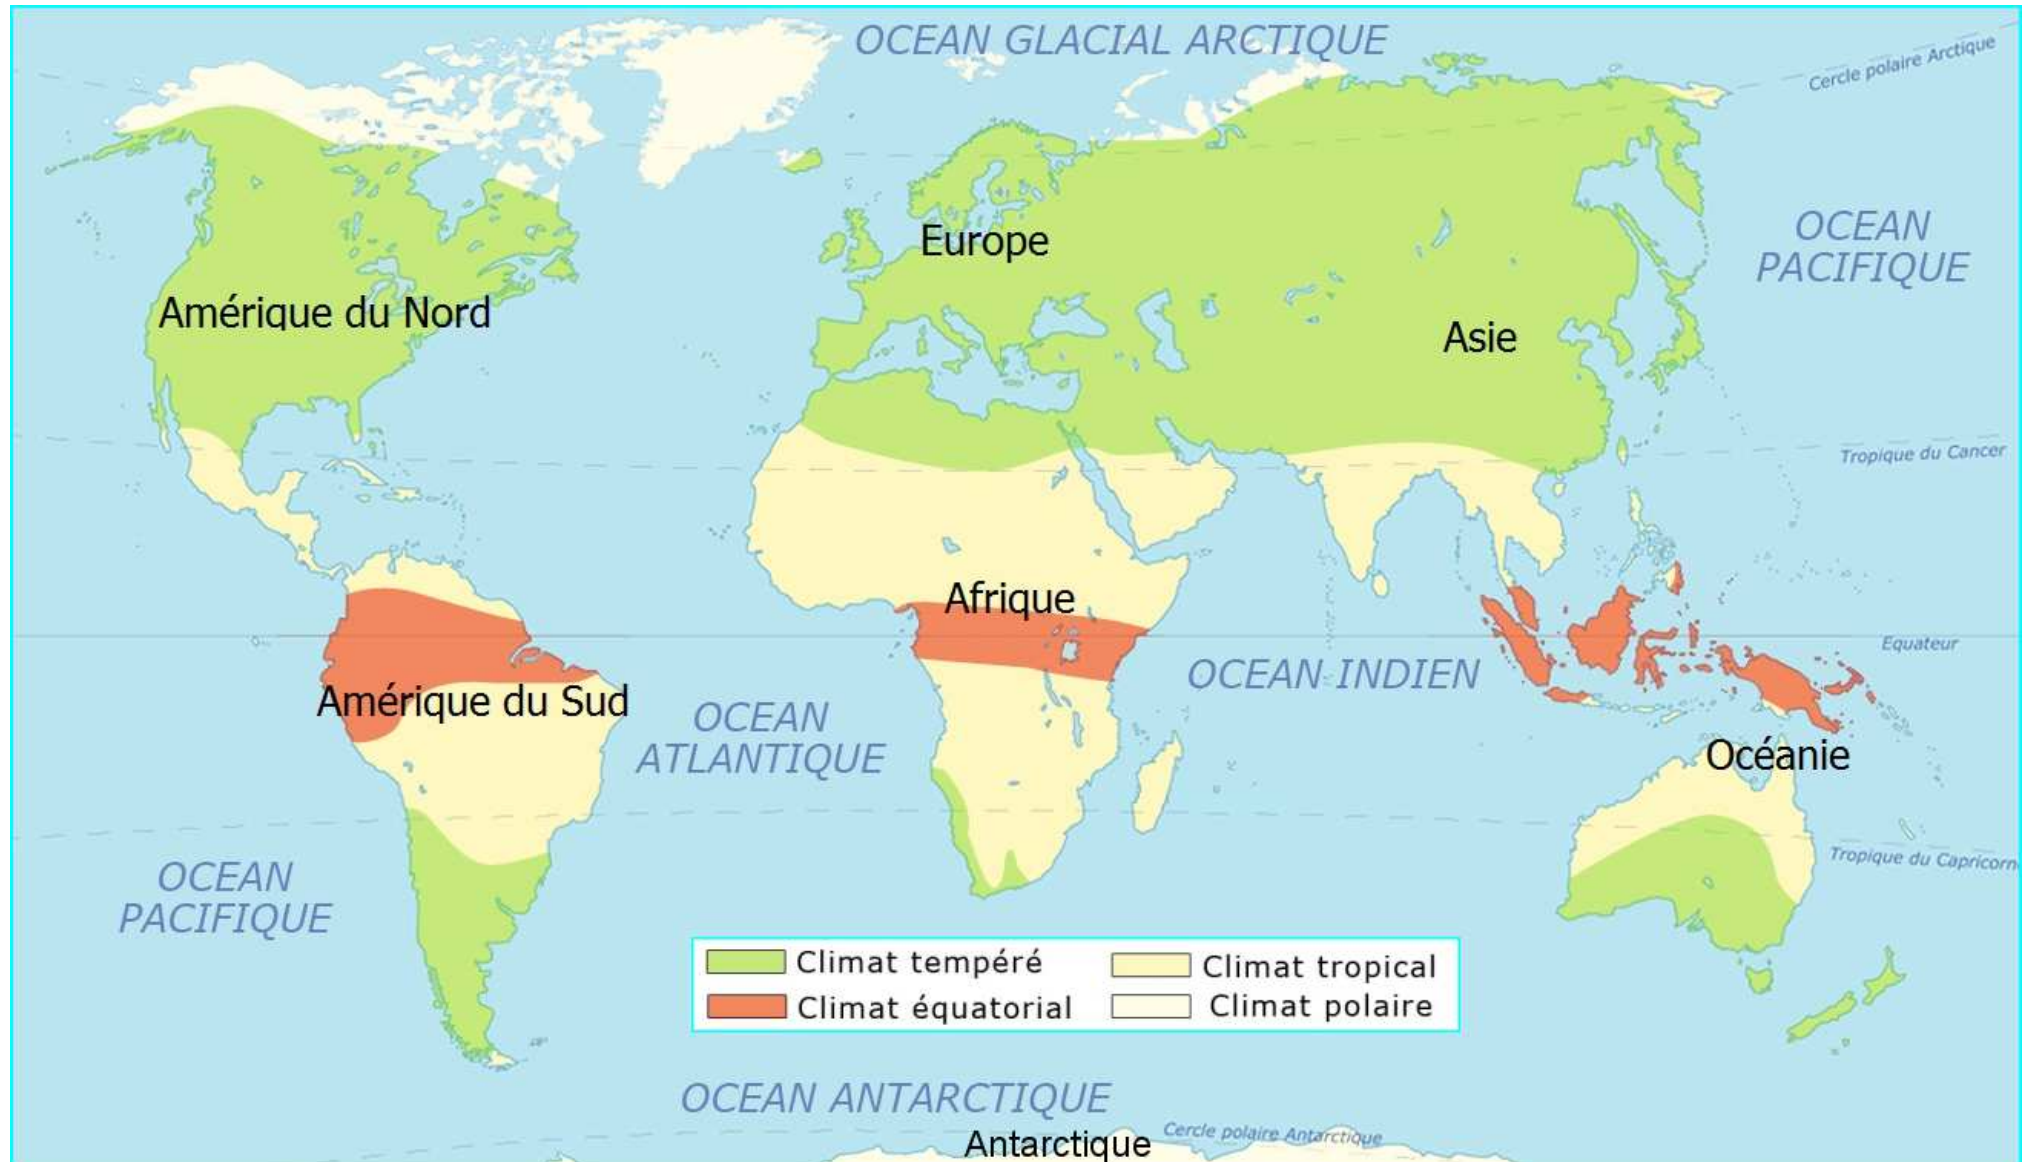 OCEAN GLACIAL ARCTIQUE
Cercle polaire Arctique
OCEAN
PACIFIQUE
Europe
Amérique du Nord
Asie
Tropique du Cancer
Afrique
Equateur
OCEAN INDIEN
Amérique du Sud
OCEAN
ATLANTIQUE
Océanie
Tropique du Capricorn
OCEAN
PACIFIQUE
Climat tempéré
Climat tropical
Climat équatorial
Climat polaire
OCEAN ANTARCTIQUE
Cercle polaire Antarctique
Antarctique